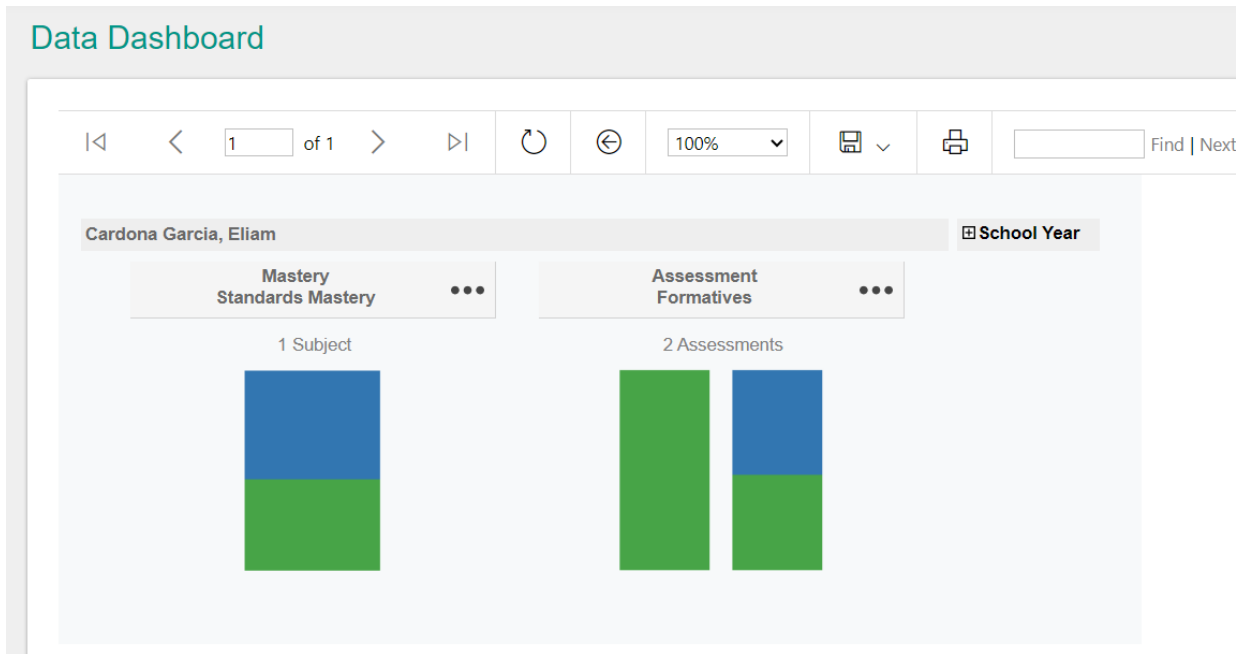 Data Dashboard
1 of 1 100% Find | Next
Cardona Garcia, Eliam School Year
Mastery
Standards Mastery
Assessment
Formatives
1 Subject
2 Assessments